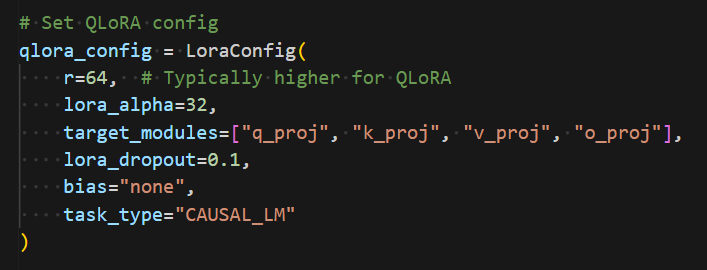 # Set QLoRA config
qlora_config = LoraConfig(
    r=64,  # Typically higher for QLoRA
    lora_alpha=32,
    target_modules=["q_proj", "k_proj", "v_proj", "o_proj"],
    lora_dropout=0.1,
    bias="none",
    task_type="CAUSAL_LM"
)